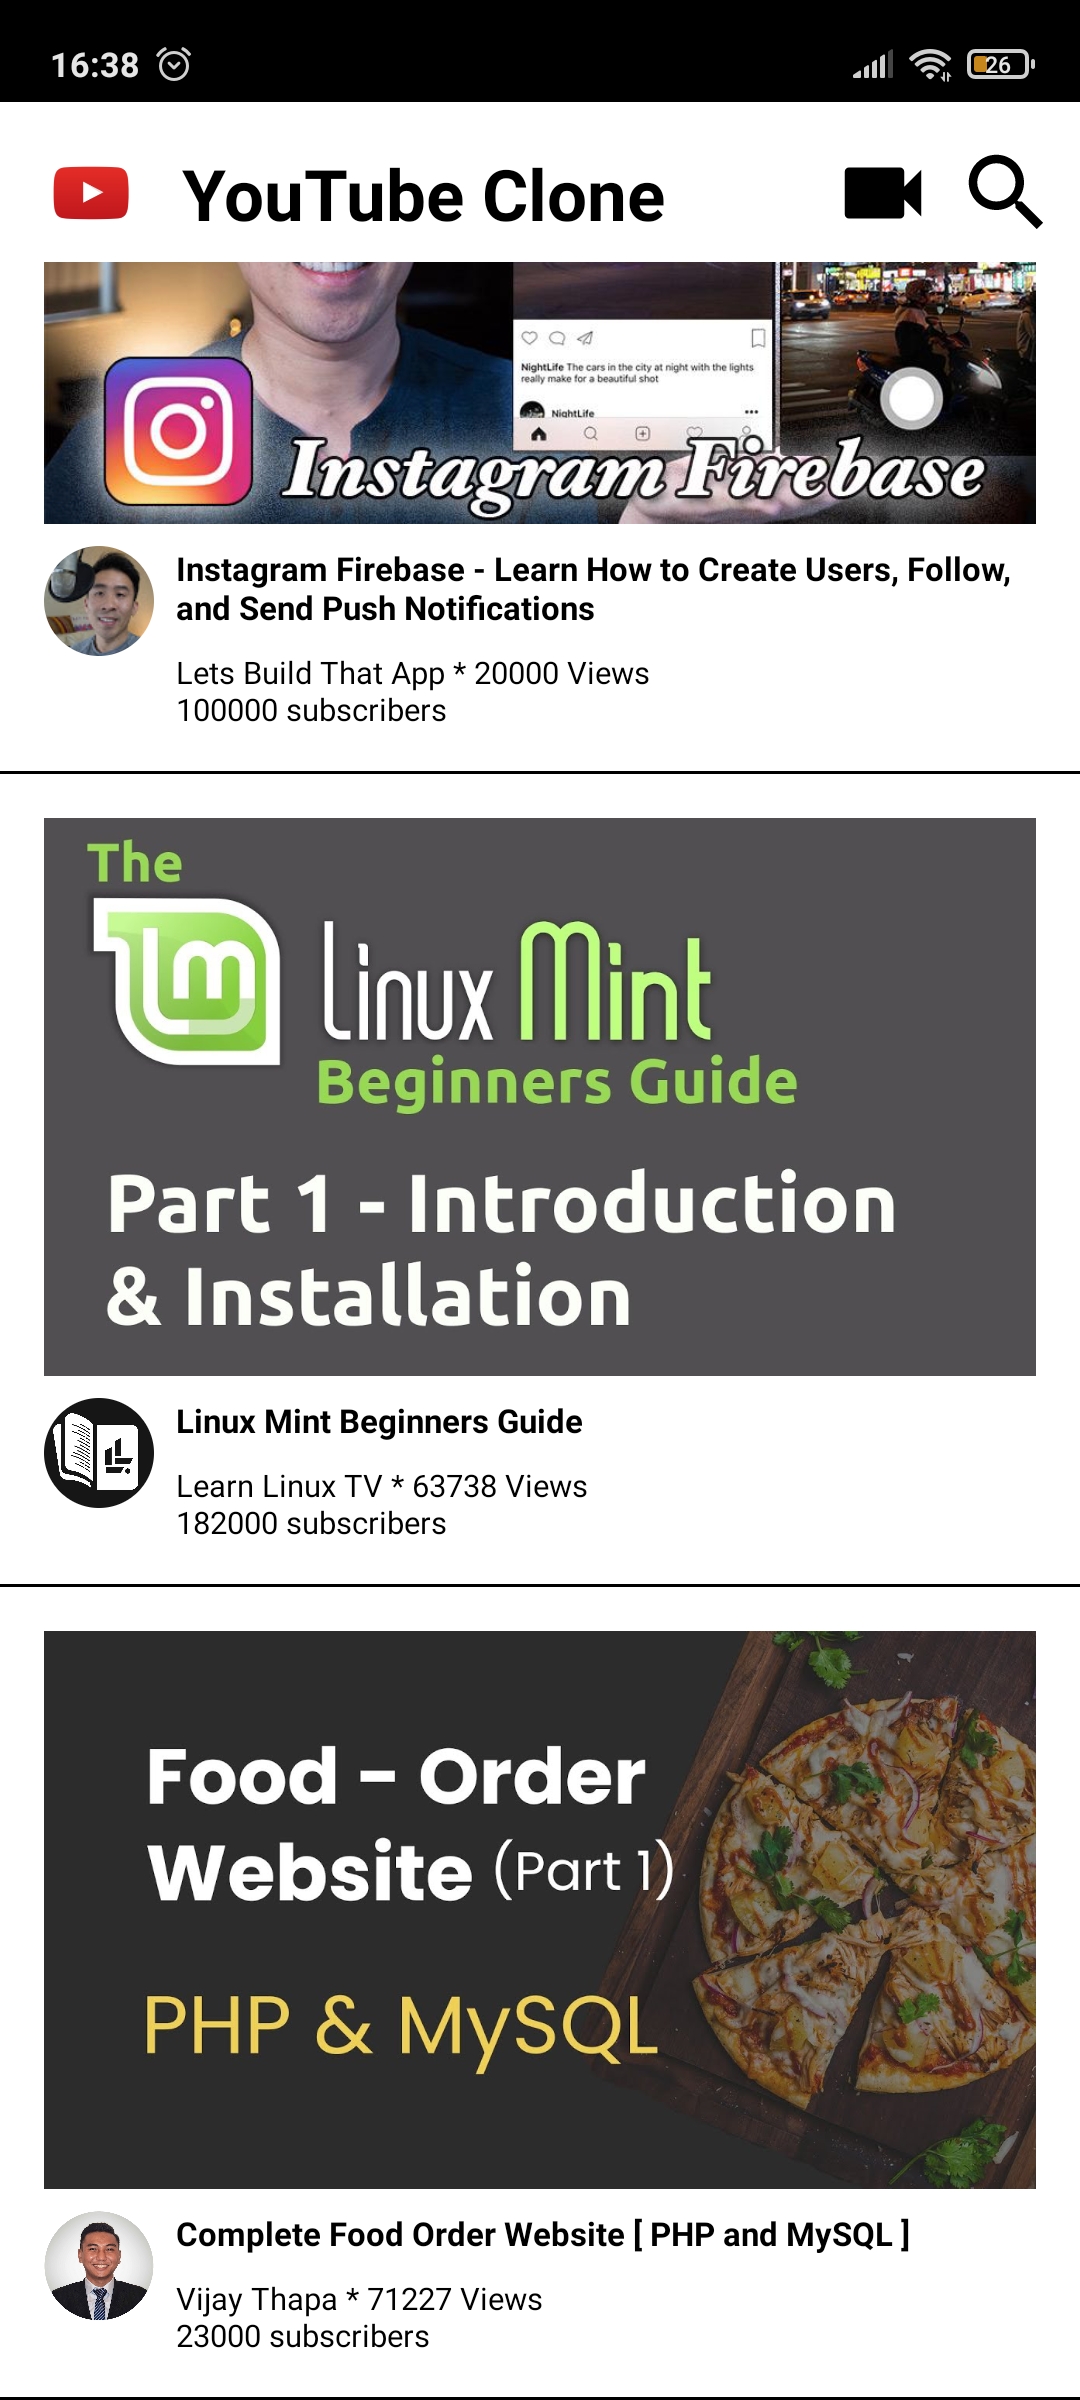 16:38
26
YouTube Clone
NightLife The cars in the city at night with the lights
really make for a beautiful shot
NightLife
Instagram Firebase
Instagram Firebase - Learn How to Create Users, Follow,
and Send Push Notifications
Lets Build That App * 20000 Views
100000 subscribers
The
lm Linux Mint
Beginners Guide
Part 1 - Introduction
& Installation
Linux Mint Beginners Guide
Learn Linux TV * 63738 Views
182000 subscribers
Food - Order
Website (Part 1)
PHP & MySQL
Complete Food Order Website [ PHP and MySQL ]
Vijay Thapa * 71227 Views
23000 subscribers